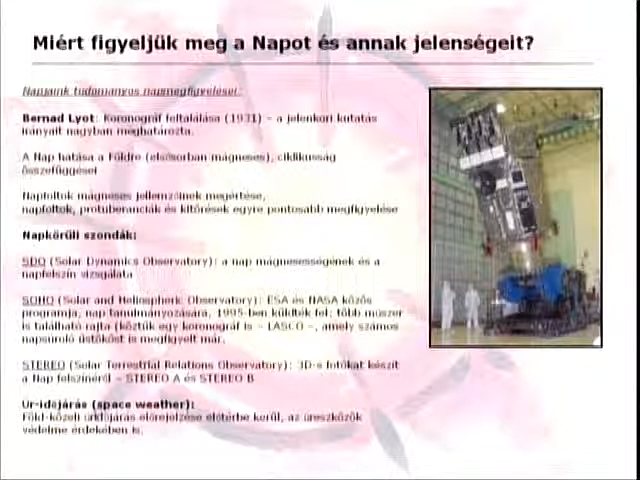 Miért figyeljük meg a Napot és annak jelenségeit?
Napjaink tudományos napmegfigyelései:
Bernad Lyot: Koronográf feltalálása (1931) – a jelenkori kutatás
irányait nagyban meghatározta.
A Nap hatása a Földre (elsősorban mágneses), ciklikusság
összefüggései
Napfoltok mágneses jellemzőinek megértése,
napfoltok, protuberanciák és kitörések egyre pontosabb megfigyelése
Napkörüli szondák:
SDO (Solar Dynamics Observatory): a nap mágnesességének és a
napfelszín vizsgálata
SOHO (Solar and Heliospheric Observatory): ESA és NASA közös
programja, nap tanulmányozására, 1995-ben küldték fel; több műszer
is található rajta (köztük egy koronográf is – LASCO –, amely számos
napsúroló üstököst is megfigyelt már.
STEREO (Solar Terrestrial Relations Observatory): 3D-s fotókat készít
a Nap felszínéről – STEREO A és STEREO B
Űr-időjárás (space weather):
Föld-közeli űridőjárás előrejelzése előtérbe kerül, az űreszközök
védelme érdekében is.